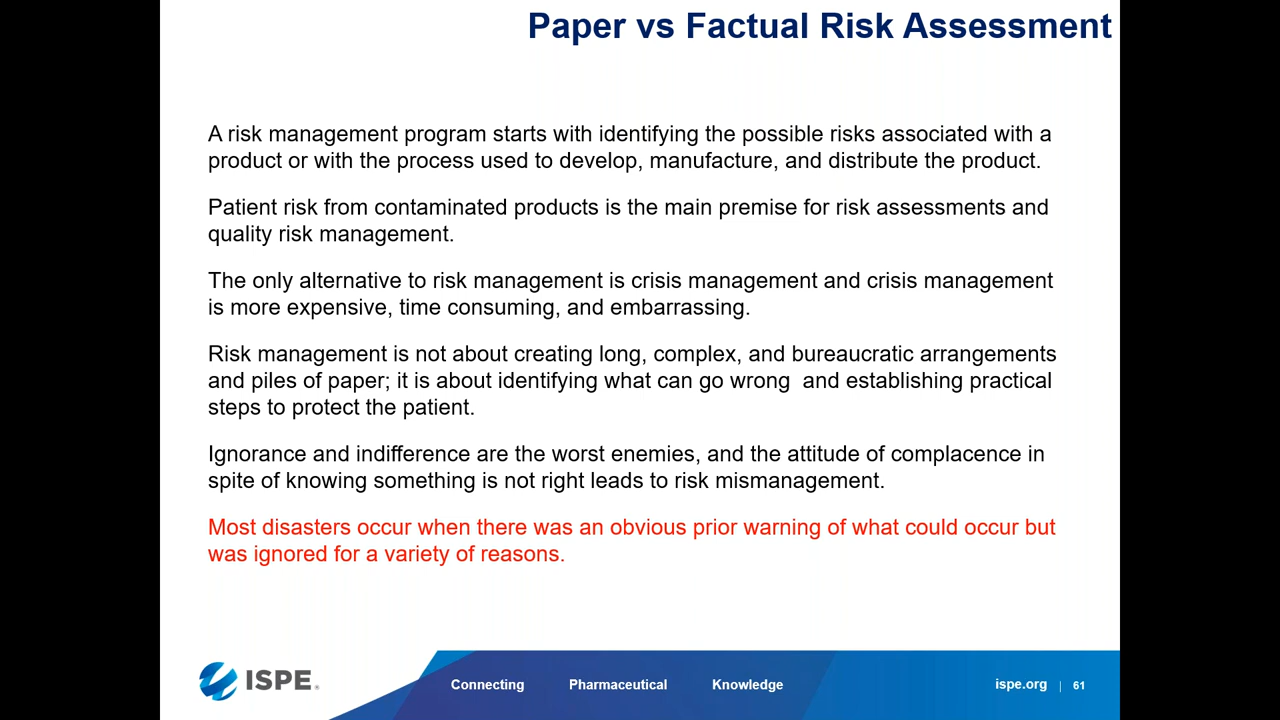 Paper vs Factual Risk Assessment
A risk management program starts with identifying the possible risks associated with a
product or with the process used to develop, manufacture, and distribute the product.
Patient risk from contaminated products is the main premise for risk assessments and
quality risk management.
The only alternative to risk management is crisis management and crisis management
is more expensive, time consuming, and embarrassing.
Risk management is not about creating long, complex, and bureaucratic arrangements
and piles of paper; it is about identifying what can go wrong  and establishing practical
steps to protect the patient.
Ignorance and indifference are the worst enemies, and the attitude of complacence in
spite of knowing something is not right leads to risk mismanagement.
Most disasters occur when there was an obvious prior warning of what could occur but
was ignored for a variety of reasons.
ISPE®
Connecting Pharmaceutical Knowledge
ispe.org | 61